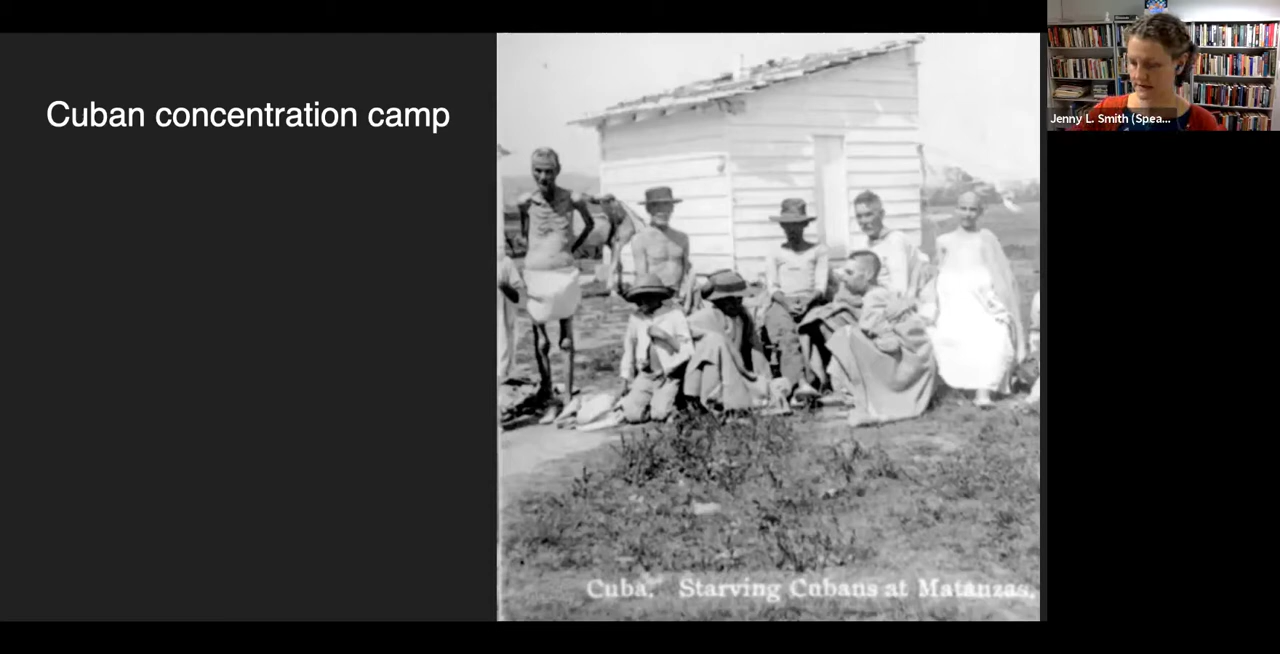 Cuban concentration camp
Jenny L. Smith (Spea...
Cuba. Starving Cubans at Matanzas.